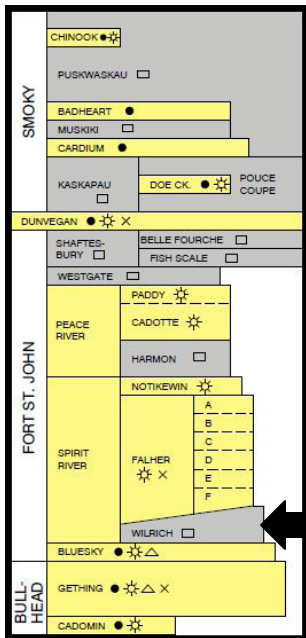 SMOKY
CHINOOK
PUSKWASKAU
BADHEART
MUSKIKI
CARDIUM
KASKAPAU
DOE CK.
POUCE
COUPE
DUNVEGAN
FORT ST. JOHN
SHAFTES-
BURY
BELLE FOURCHE
FISH SCALE
WESTGATE
PEACE
RIVER
PADDY
CADOTTE
HARMON
SPIRIT
RIVER
NOTIKEWIN
FALHER
A
B
C
D
E
F
WILRICH
BLUESKY
BULL-
HEAD
GETHING
CADOMIN